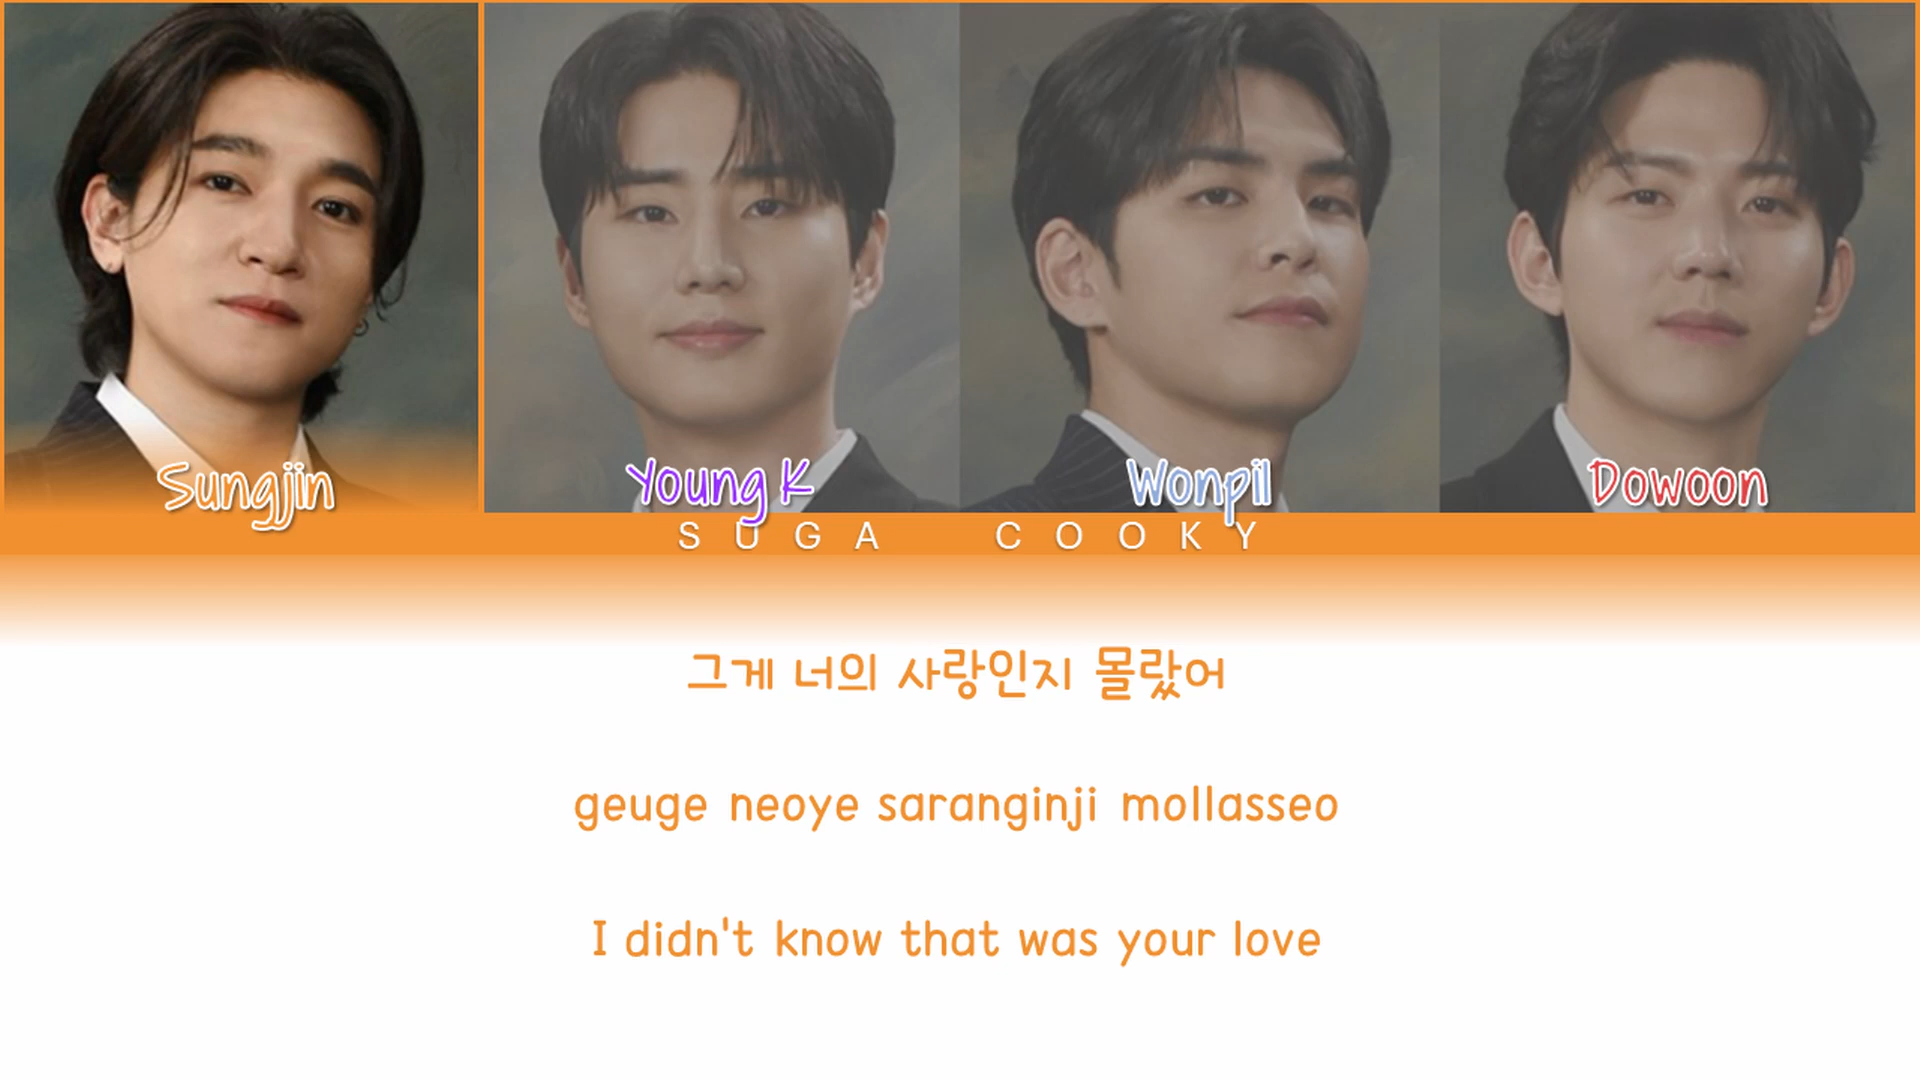 Sungjin
Young K
Wonpil
Dowoon
SUGA COOKY
그게 너의 사랑인지 몰랐어
geuge neoye saranginji mollasseo
I didn't know that was your love